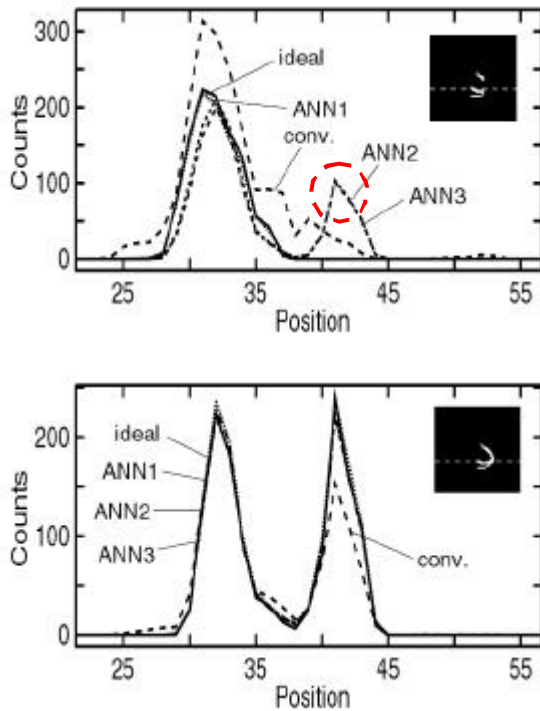 300
200
100
0
Counts
ideal
ANN1
conv.
ANN2
ANN3
25
35
45
55
Position
200
100
0
Counts
ideal
ANN1
ANN2
ANN3
conv.
25
35
45
55
Position